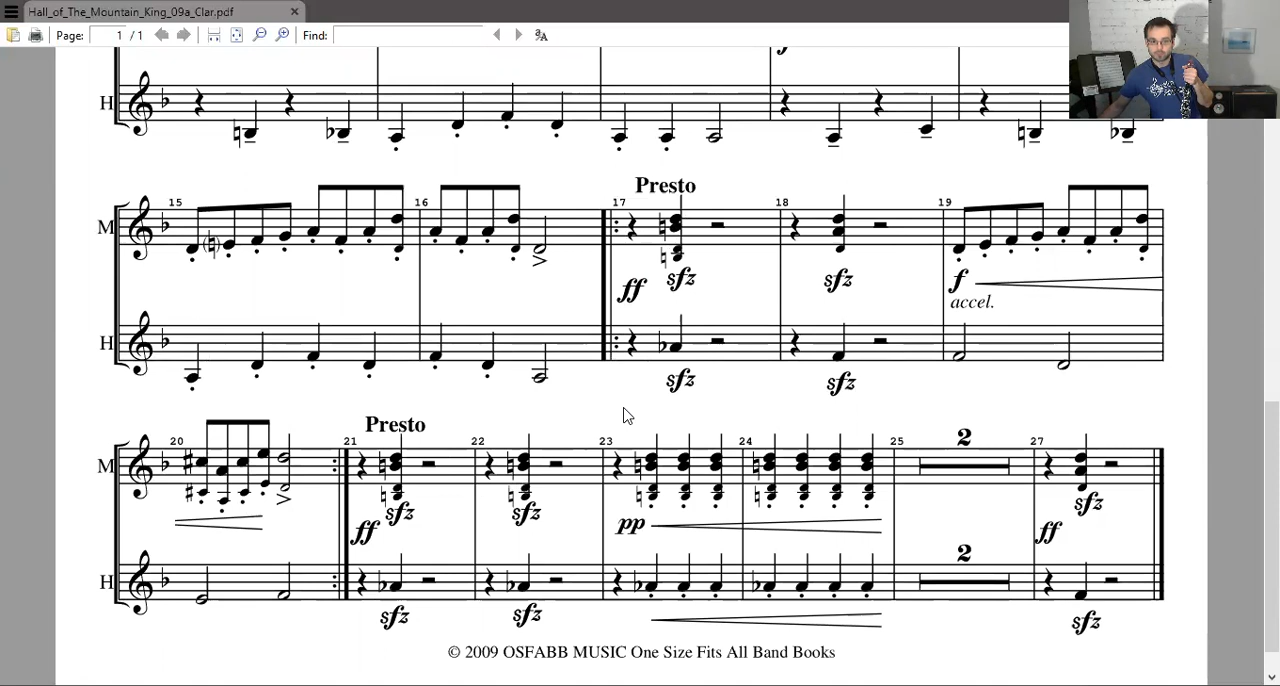 Hall_of_The_Mountain_King_09a_Clar.pdf
Page: 1 / 1 Find:
f
H
Presto
15 16 17 18 19
M
ff sfz sfz f
accel.
H
sfz sfz
Presto
20 21 22 23 24 25 2 27
M
ff sfz sfz pp ff sfz
2
H
sfz sfz sfz
© 2009 OSFABB MUSIC One Size Fits All Band Books